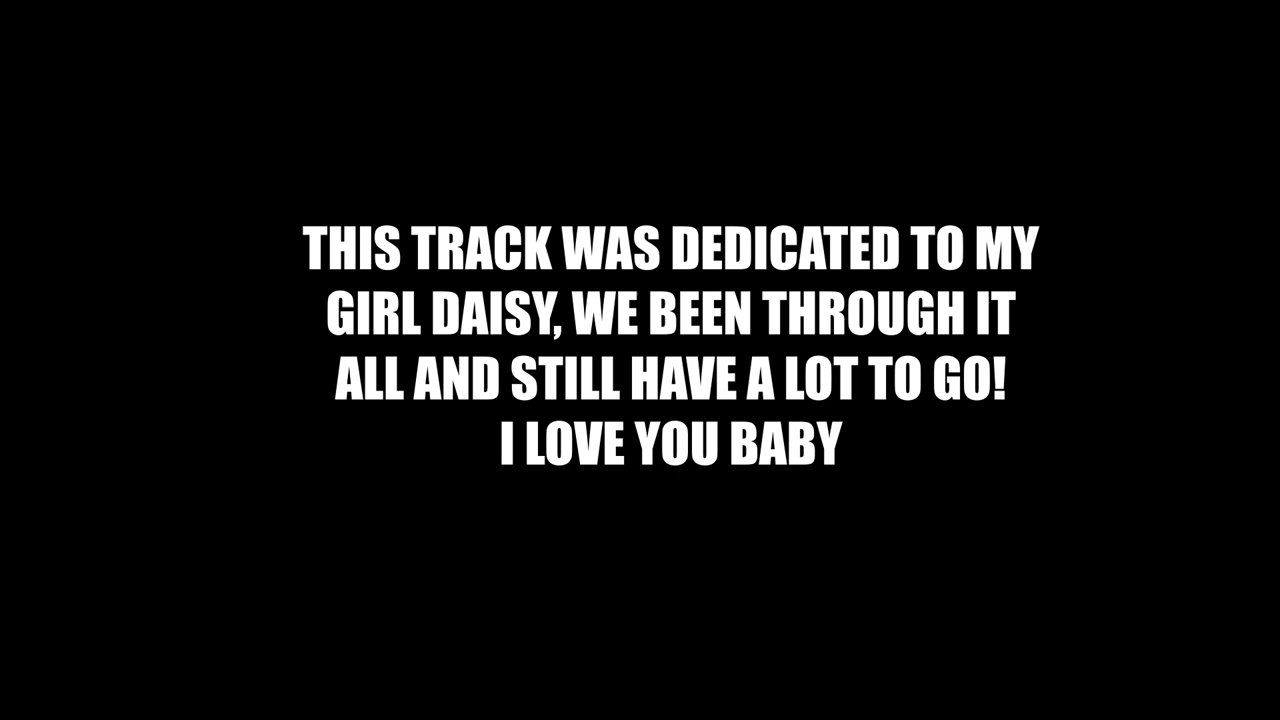 THIS TRACK WAS DEDICATED TO MY
GIRL DAISY, WE BEEN THROUGH IT
ALL AND STILL HAVE A LOT TO GO!
I LOVE YOU BABY